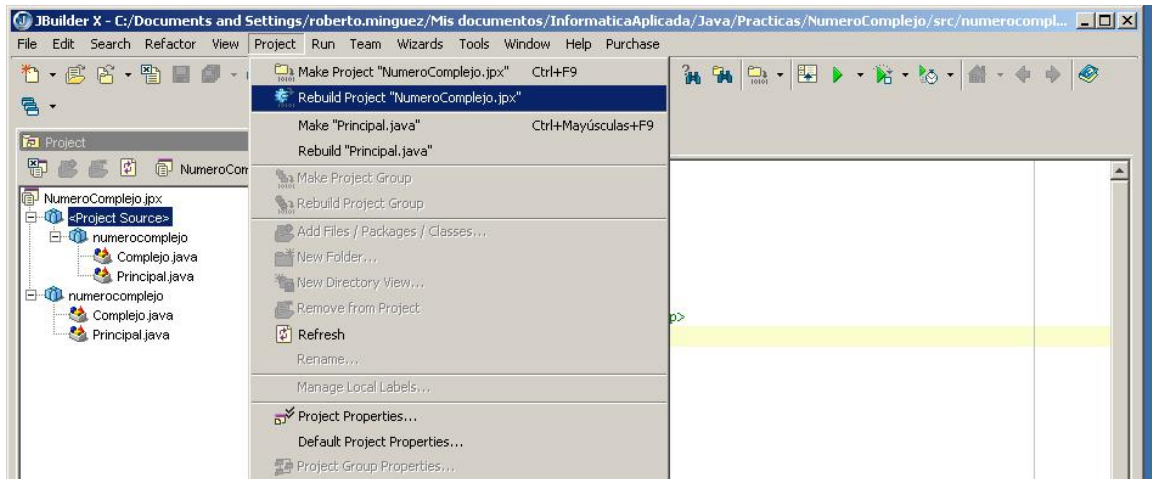 JBuilder X - C:/Documents and Settings/roberto.minguez/Mis documentos/InformaticaAplicada/Java/Practicas/NumeroComplejo/src/numerocompl...
File Edit Search Refactor View Project Run Team Wizards Tools Window Help Purchase
Make Project "NumeroComplejo.jpx" Ctrl+F9
Rebuild Project "NumeroComplejo.jpx"
Make "Principal.java" Ctrl+Mayúsculas+F9
Rebuild "Principal.java"
Make Project Group
Rebuild Project Group
Add Files / Packages / Classes...
New Folder...
New Directory View...
Remove from Project
Refresh
Rename...
Manage Local Labels...
Project Properties...
Default Project Properties...
Project Group Properties...
Project
NumeroCom
NumeroComplejo.jpx
<Project Source>
numerocomplejo
Complejo.java
Principal.java
numerocomplejo
Complejo.java
Principal.java
p>